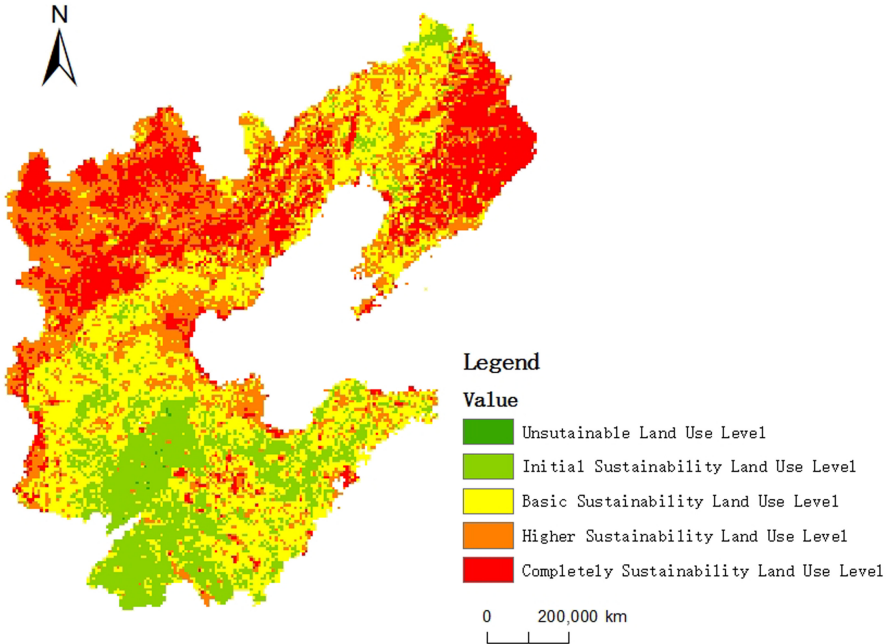 N
Legend
Value
Unsutainable Land Use Level
Initial Sustainability Land Use Level
Basic Sustainability Land Use Level
Higher Sustainability Land Use Level
Completely Sustainability Land Use Level
0 200,000 km